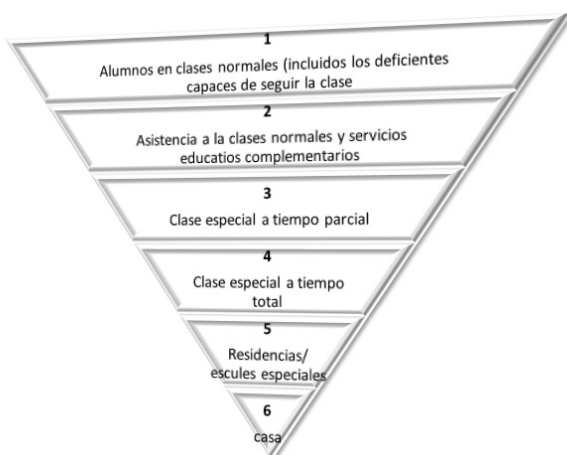 1
Alumnos en clases normales (incluidos los deficientes
capaces de seguir la clase
2
Asistencia a la clases normales y servicios
educatios complementarios
3
Clase especial a tiempo parcial
4
Clase especial a tiempo
total
5
Residencias/
escules especiales
6
casa